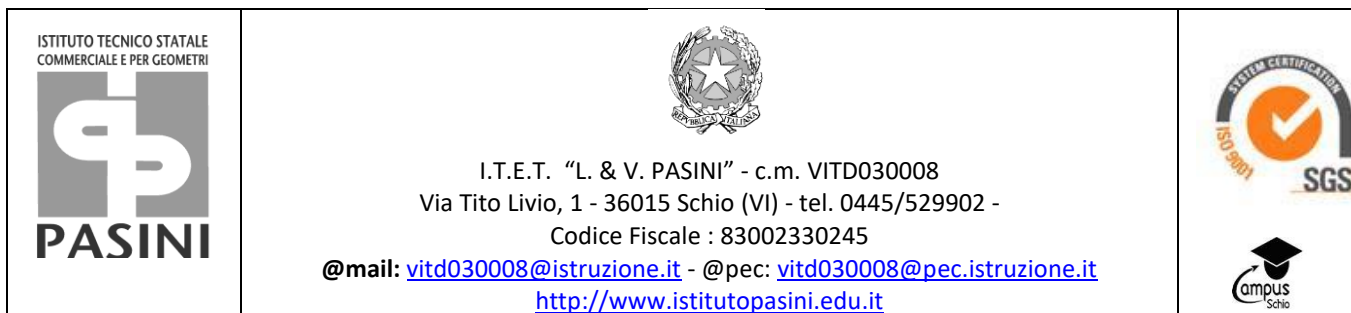 ISTITUTO TECNICO STATALE
COMMERCIALE E PER GEOMETRI
PASINI
REPVBBLICA ITALIANA
I.T.E.T. “L. & V. PASINI” - c.m. VITD030008
Via Tito Livio, 1 - 36015 Schio (VI) - tel. 0445/529902 -
Codice Fiscale : 83002330245
@mail: vitd030008@istruzione.it - @pec: vitd030008@pec.istruzione.it
http://www.istitutopasini.edu.it
SYSTEM CERTIFICATION
ISO 9001
SGS
Campus
Schio